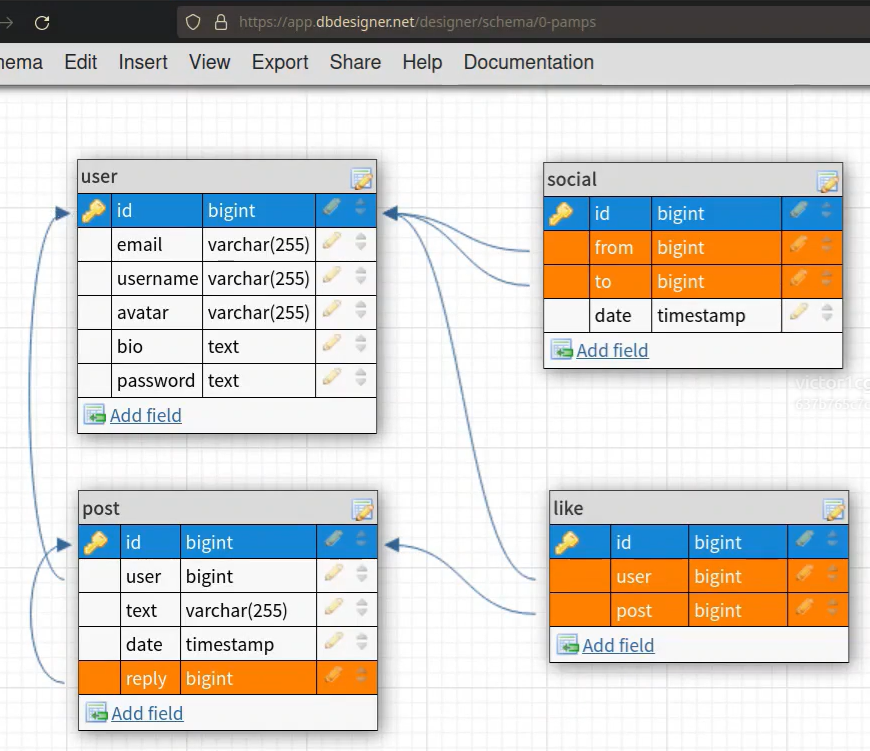 https://app.dbdesigner.net/designer/schema/0-pamps
hema Edit Insert View Export Share Help Documentation
user
id bigint
email varchar(255)
username varchar(255)
avatar varchar(255)
bio text
password text
Add field
social
id bigint
from bigint
to bigint
date timestamp
Add field
post
id bigint
user bigint
text varchar(255)
date timestamp
reply bigint
Add field
like
id bigint
user bigint
post bigint
Add field